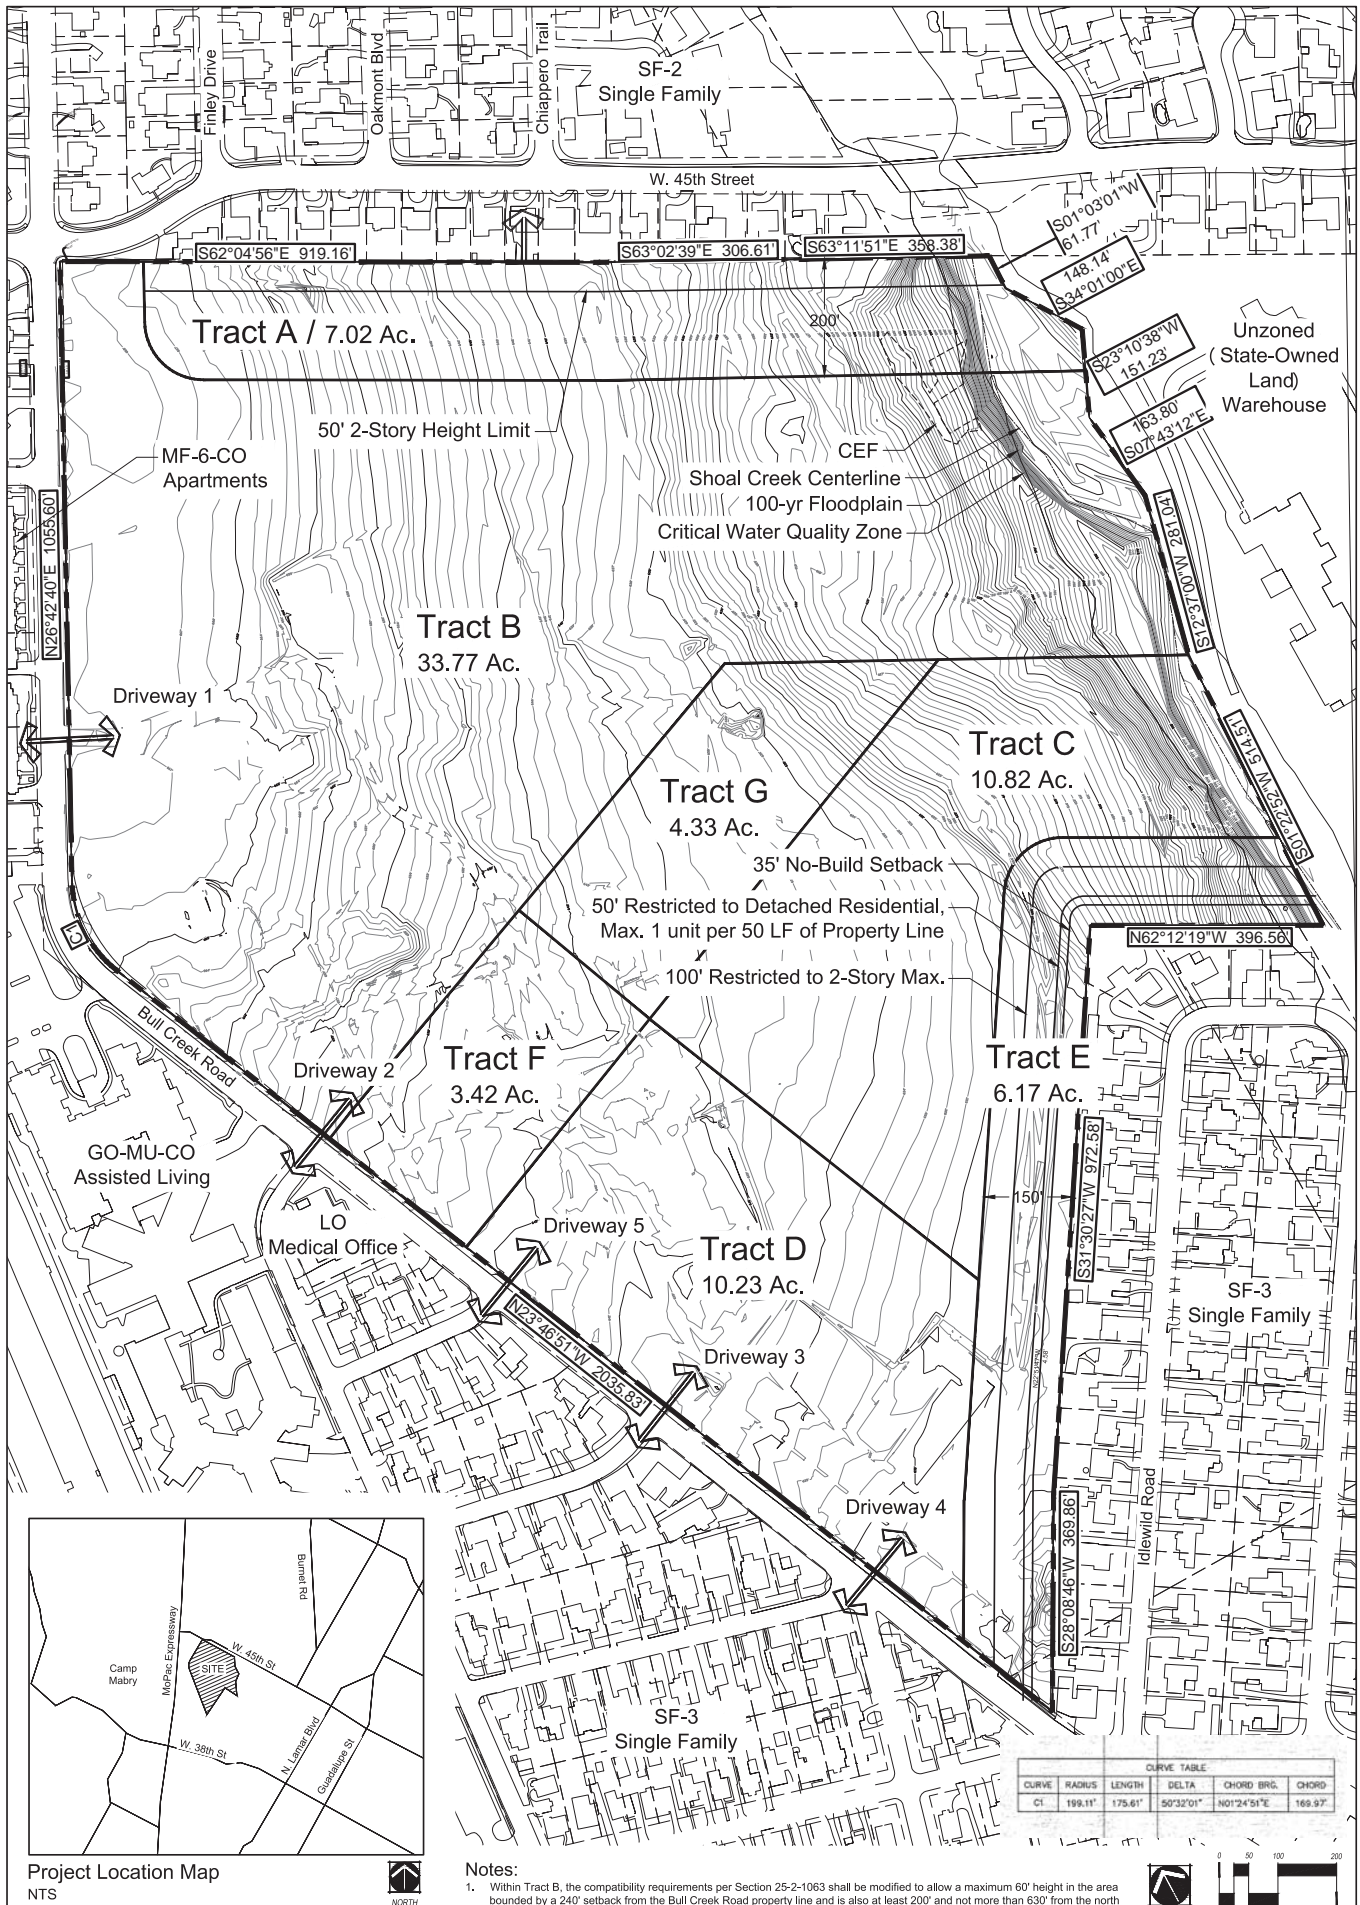 Finley Drive
Oakmont Blvd
Chiappero Trail
SF-2
Single Family
W. 45th Street
S62°04'56"E 919.16'
S63°02'39"E 306.61'
S63°11'51"E 358.38'
S01°03'01"W
61.77'
148.14'
S34°01'00"E
Tract A / 7.02 Ac.
200'
S23°10'38"W
151.23'
Unzoned
(State-Owned
Land)
Warehouse
163.80'
S07°43'12"E
50' 2-Story Height Limit
MF-6-CO
Apartments
CEF
Shoal Creek Centerline
100-yr Floodplain
Critical Water Quality Zone
N26°42'40"E 1055.60'
S12°37'00"W 281.04'
Tract B
33.77 Ac.
Driveway 1
Tract C
10.82 Ac.
S01°22'52"W 514.51'
Tract G
4.33 Ac.
35' No-Build Setback
50' Restricted to Detached Residential,
Max. 1 unit per 50 LF of Property Line
N62°12'19"W 396.56'
100' Restricted to 2-Story Max.
C1
Bull Creek Road
Driveway 2
Tract F
3.42 Ac.
Tract E
6.17 Ac.
GO-MU-CO
Assisted Living
LO
Medical Office
S31°30'27"W 972.58'
150'
Driveway 5
Tract D
10.23 Ac.
N23°46'51"W 2035.83'
SF-3
Single Family
Driveway 3
Driveway 4
Idlewild Road
S28°08'46"W 369.86'
SF-3
Single Family
Burnet Rd
MoPac Expressway
W. 45th St
SITE
Camp
Mabry
W. 38th St
N. Lamar Blvd
Guadalupe St
CURVE TABLE
CURVE RADIUS LENGTH DELTA CHORD BRG. CHORD
C1 199.11' 175.61' 50°32'01" N01°24'51"E 169.97'
Project Location Map
NTS
NORTH
Notes:
1. Within Tract B, the compatibility requirements per Section 25-2-1063 shall be modified to allow a maximum 60' height in the area
bounded by a 240' setback from the Bull Creek Road property line and is also at least 200' and not more than 630' from the north
0 50 100 200